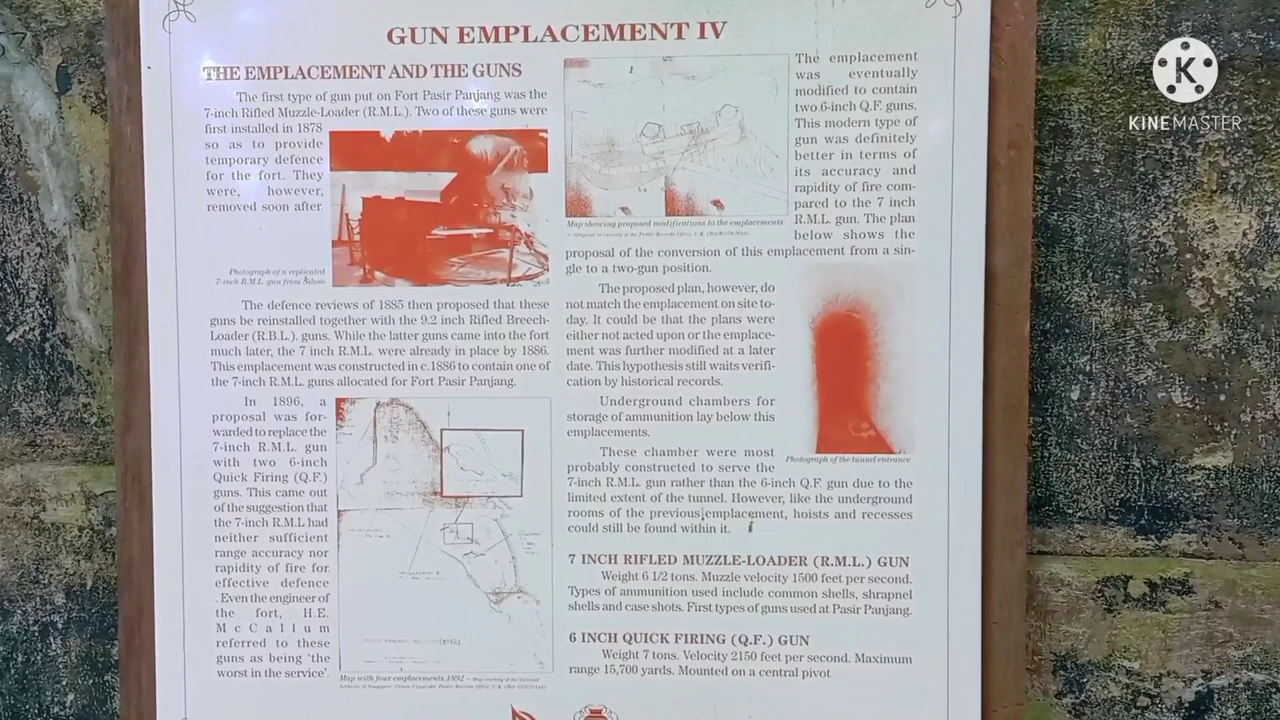 GUN EMPLACEMENT IV
THE EMPLACEMENT AND THE GUNS
The first type of gun put on Fort Pasir Panjang was the
7-inch Rifled Muzzle-Loader (R.M.L.). Two of these guns were
first installed in 1878
so as to provide
temporary defence
for the fort. They
were, however,
removed soon after.
Photograph of a replicated
7-inch R.M.L. gun from Siloso
The defence reviews of 1885 then proposed that these
guns be reinstalled together with the 9.2 inch Rifled Breech-
Loader (R.B.L.). guns. While the latter guns came into the fort
much later, the 7 inch R.M.L. were already in place by 1886.
This emplacement was constructed in c.1886 to contain one of
the 7-inch R.M.L. guns allocated for Fort Pasir Panjang.
In 1896, a
proposal was for-
warded to replace the
7-inch R.M.L. gun
with two 6-inch
Quick Firing (Q.F.)
guns. This came out
of the suggestion that
the 7-inch R.M.L had
neither sufficient
range accuracy nor
rapidity of fire for
effective defence
.Even the engineer of
the fort, H.E.
McCallum
referred to these
guns as being 'the
worst in the service'.
Map with four emplacements, 1892 – Map courtesy of the National
Archives of Singapore. Crown Copyright, Public Records Office, U.K.
Map showing proposed modifications to the emplacements
in custody of the Public Records Office, U.K.
The emplacement
was eventually
modified to contain
two 6-inch Q.F. guns.
This modern type of
gun was definitely
better in terms of
its accuracy and
rapidity of fire com-
pared to the 7 inch
R.M.L. gun. The plan
below shows the
proposal of the conversion of this emplacement from a sin-
gle to a two-gun position.
The proposed plan, however, do
not match the emplacement on site to-
day. It could be that the plans were
either not acted upon or the emplace-
ment was further modified at a later
date. This hypothesis still waits verifi-
cation by historical records.
Underground chambers for
storage of ammunition lay below this
emplacements.
Photograph of the tunnel entrance
These chamber were most
probably constructed to serve the
7-inch R.M.L. gun rather than the 6-inch Q.F. gun due to the
limited extent of the tunnel. However, like the underground
rooms of the previous emplacement, hoists and recesses
could still be found within it.
7 INCH RIFLED MUZZLE-LOADER (R.M.L.) GUN
Weight 6 1/2 tons. Muzzle velocity 1500 feet per second.
Types of ammunition used include common shells, shrapnel
shells and case shots. First types of guns used at Pasir Panjang.
6 INCH QUICK FIRING (Q.F.) GUN
Weight 7 tons. Velocity 2150 feet per second. Maximum
range 15,700 yards. Mounted on a central pivot
K
KINEMASTER